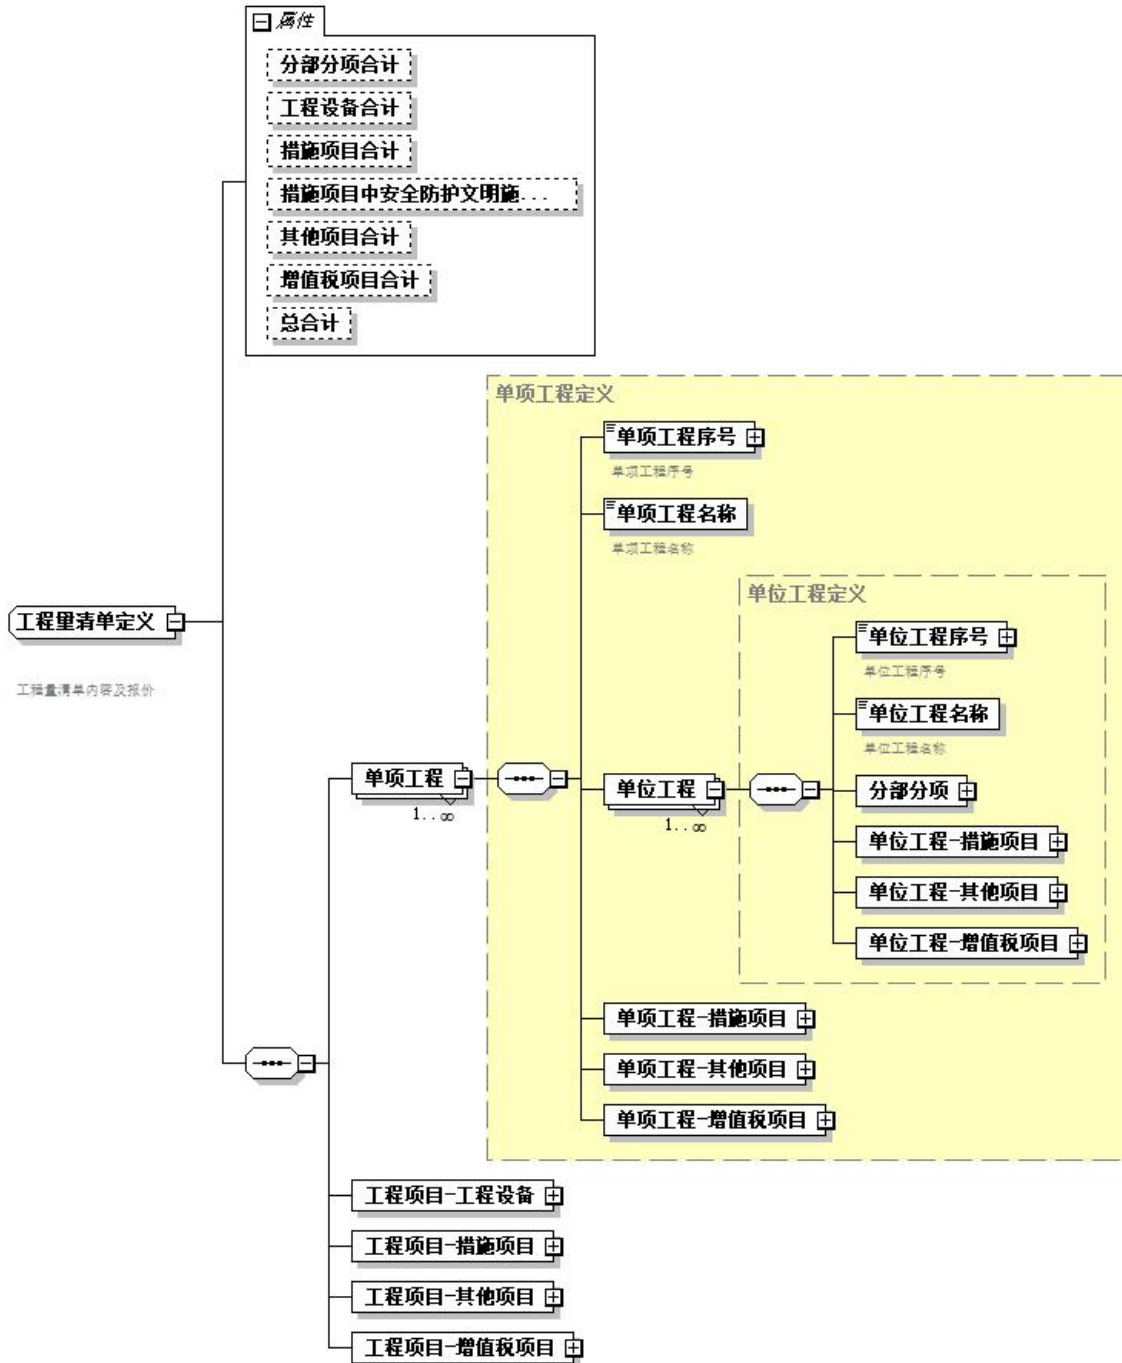 属性
分部分项合计
工程设备合计
措施项目合计
措施项目中安全防护文明施...
其他项目合计
增值税项目合计
总合计
单项工程定义
单项工程序号
单项工程序号
单项工程名称
单项工程名称
单位工程定义
工程量清单定义
单位工程序号
单位工程序号
工程量清单内容及报价
单位工程名称
单位工程名称
单项工程
1..∞
单位工程
1..∞
分部分项
单位工程-措施项目
单位工程-其他项目
单位工程-增值税项目
单项工程-措施项目
单项工程-其他项目
单项工程-增值税项目
工程项目-工程设备
工程项目-措施项目
工程项目-其他项目
工程项目-增值税项目